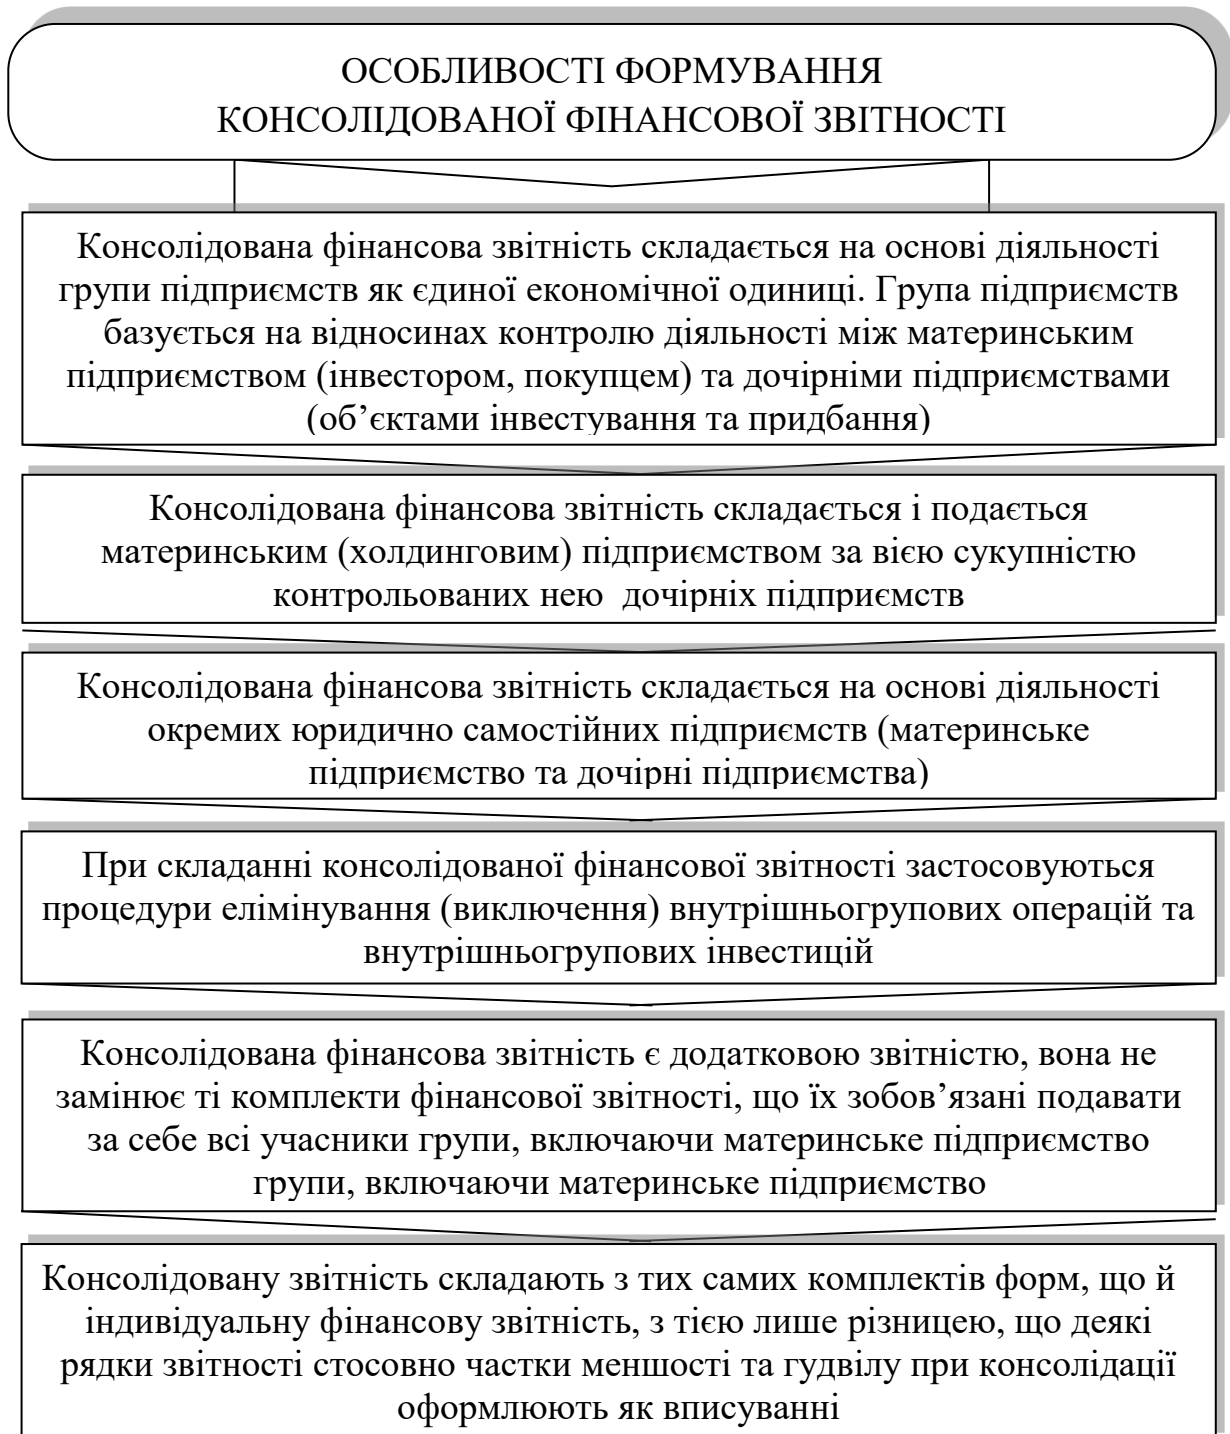 ОСОБЛИВОСТІ ФОРМУВАННЯ
КОНСОЛІДОВАНОЇ ФІНАНСОВОЇ ЗВІТНОСТІ
Консолідована фінансова звітність складається на основі діяльності
групи підприємств як єдиної економічної одиниці. Група підприємств
базується на відносинах контролю діяльності між материнським
підприємством (інвестором, покупцем) та дочірніми підприємствами
(об’єктами інвестування та придбання)
Консолідована фінансова звітність складається і подається
материнським (холдинговим) підприємством за вією сукупністю
контрольованих нею дочірніх підприємств
Консолідована фінансова звітність складається на основі діяльності
окремих юридично самостійних підприємств (материнське
підприємство та дочірні підприємства)
При складанні консолідованої фінансової звітності застосовуються
процедури елімінування (виключення) внутрішньогрупових операцій та
внутрішньогрупових інвестицій
Консолідована фінансова звітність є додатковою звітністю, вона не
замінює ті комплекти фінансової звітності, що їх зобов’язані подавати
за себе всі учасники групи, включаючи материнське підприємство
групи, включаючи материнське підприємство
Консолідовану звітність складають з тих самих комплектів форм, що й
індивідуальну фінансову звітність, з тією лише різницею, що деякі
рядки звітності стосовно частки меншості та гудвілу при консолідації
оформлюють як вписуванні